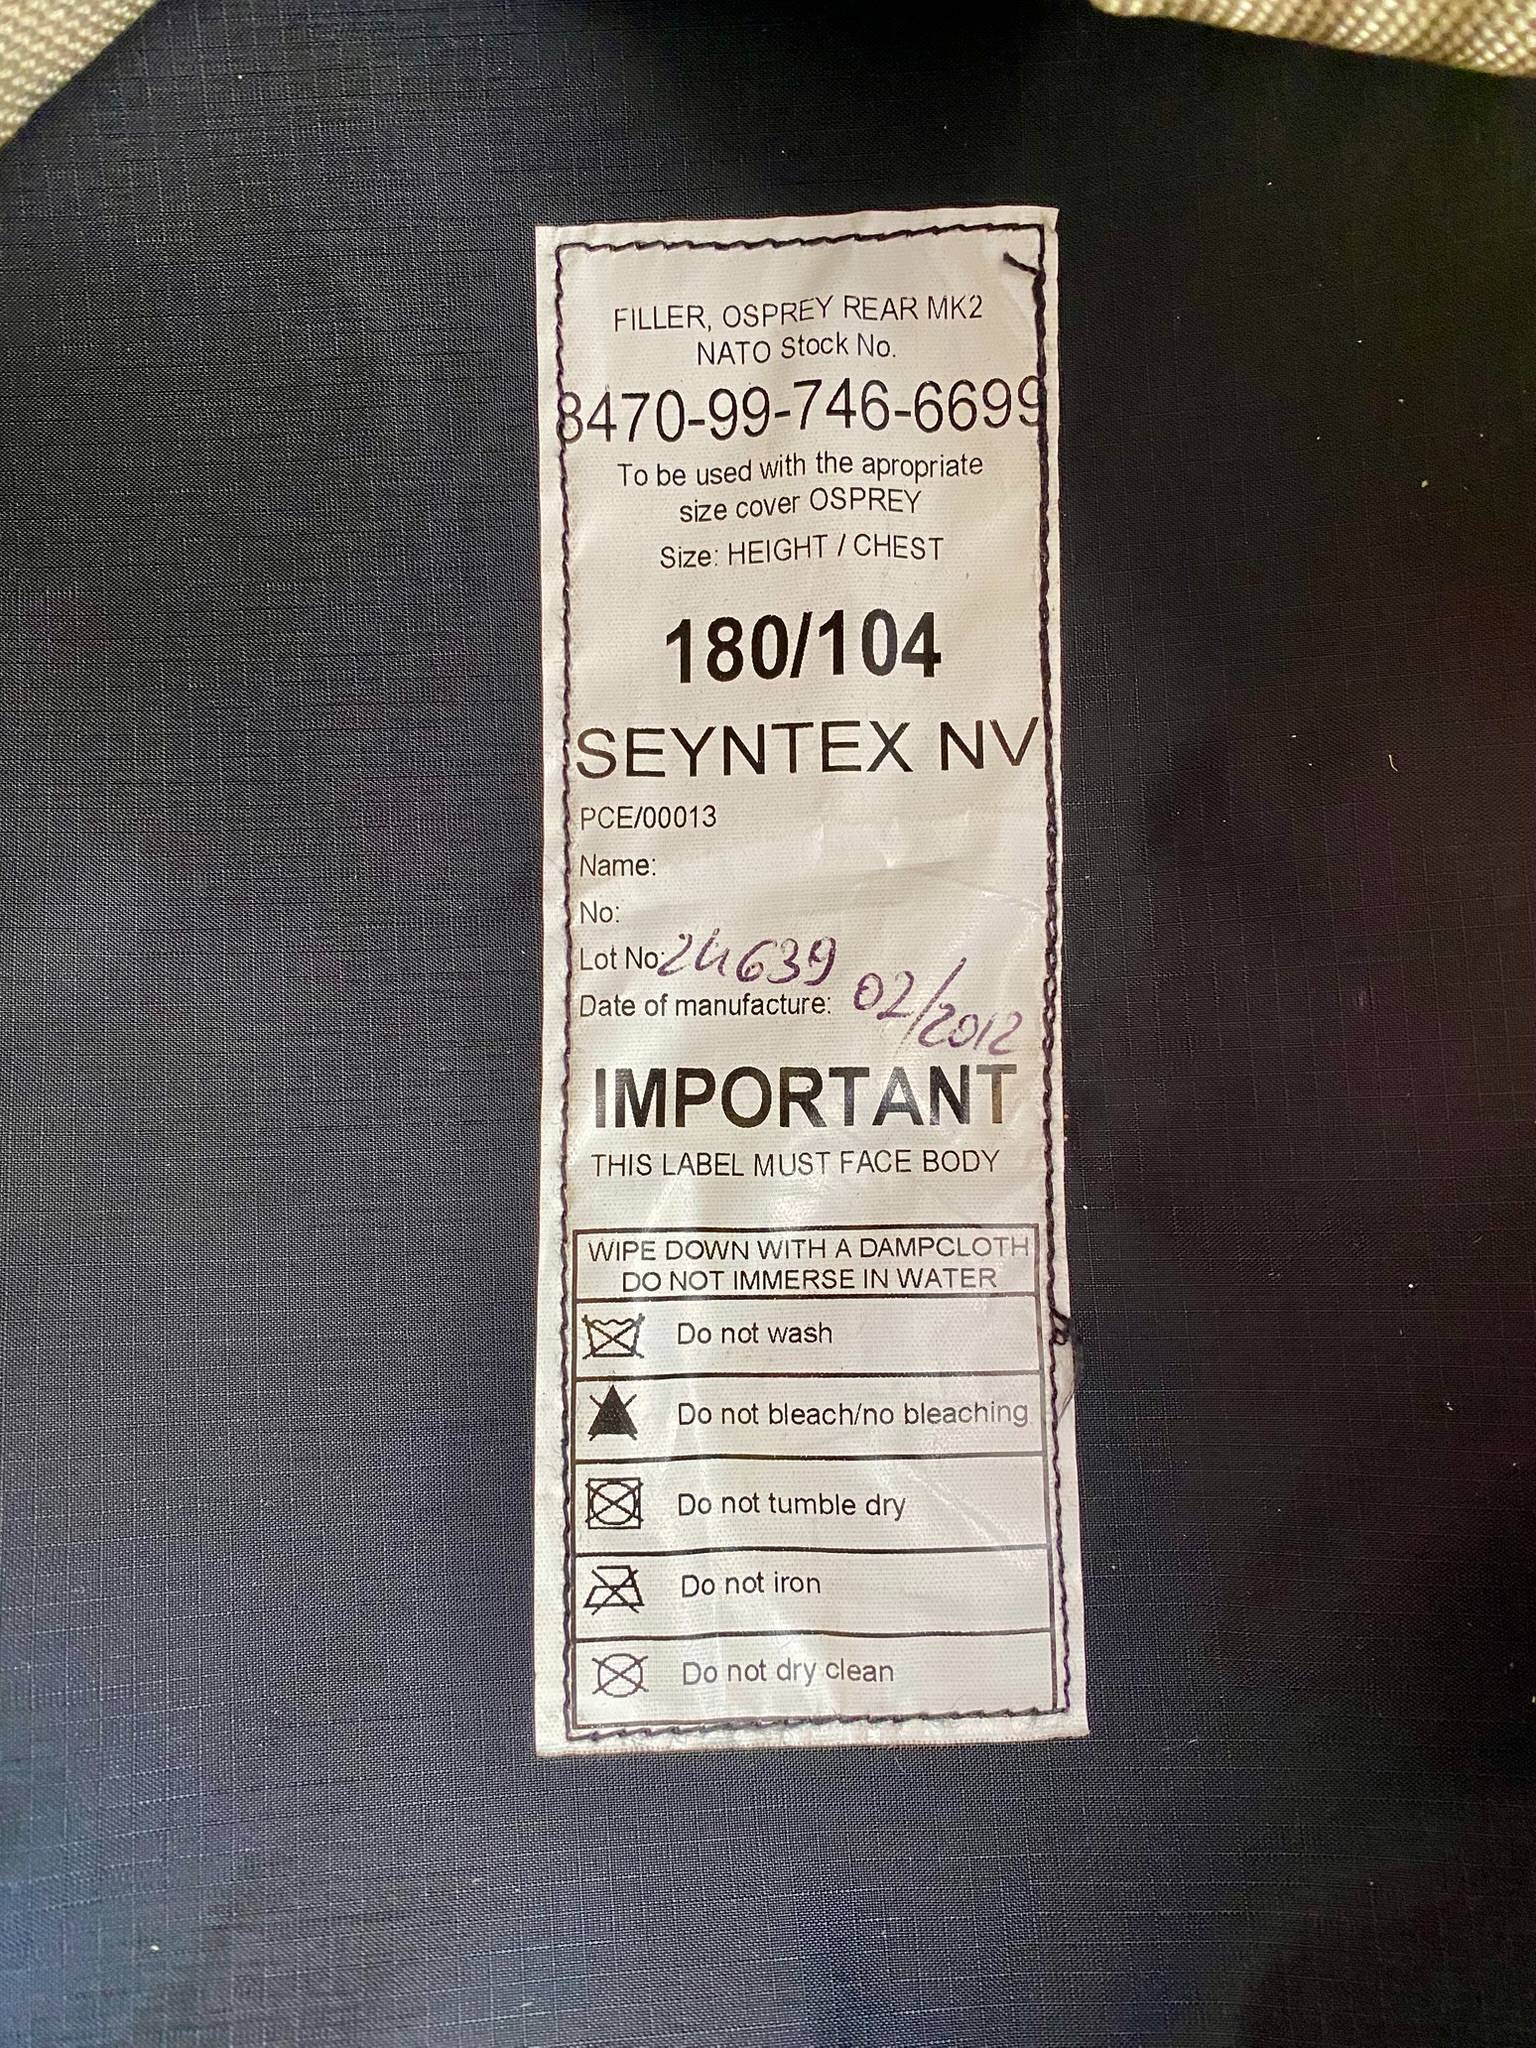 FILLER, OSPREY REAR MK2
NATO Stock No.
8470-99-746-6699
To be used with the apropriate
size cover OSPREY
Size: HEIGHT / CHEST
180/104
SEYNTEX NV
PCE/00013
Name:
No:
Lot No: 24639
Date of manufacture: 02/2012
IMPORTANT
THIS LABEL MUST FACE BODY
WIPE DOWN WITH A DAMPCLOTH
DO NOT IMMERSE IN WATER
Do not wash
Do not bleach/no bleaching
Do not tumble dry
Do not iron
Do not dry clean